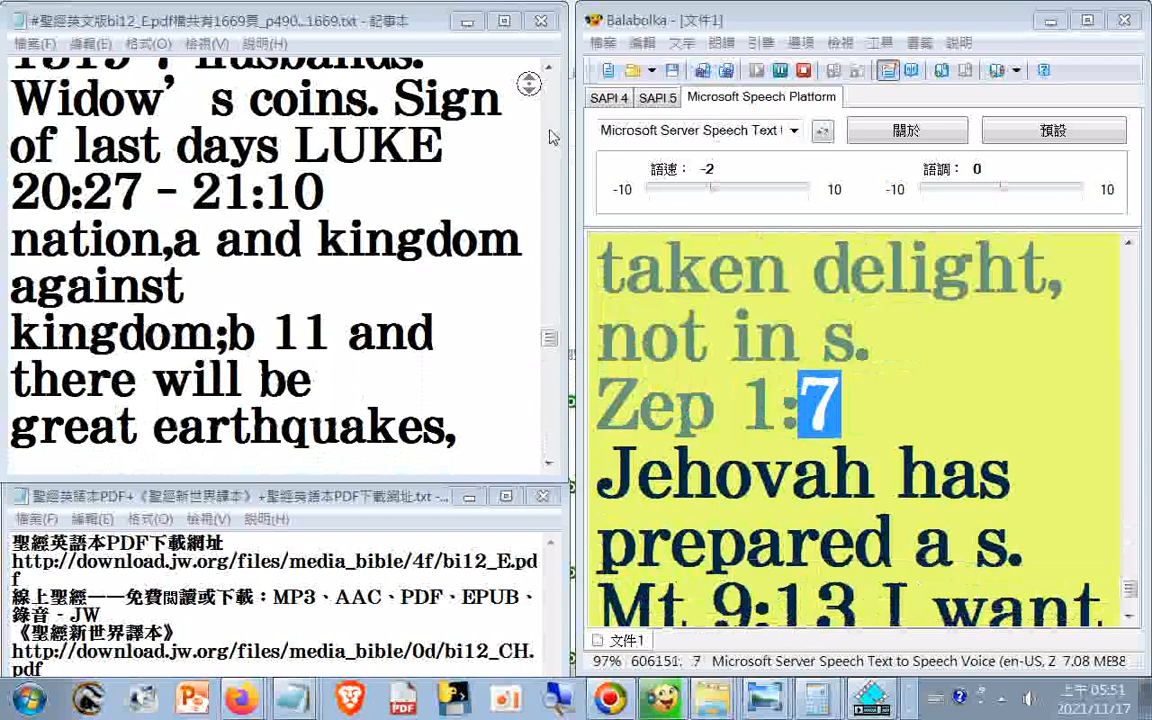 #聖經英文版bi12_E.pdf檔共有1669頁_p490...1669.txt - 記事本
檔案(F) 編輯(E) 格式(O) 檢視(V) 說明(H)
1319 7 husbands.
Widow’s coins. Sign
of last days LUKE
20:27 - 21:10
nation,a and kingdom
against
kingdom;b 11 and
there will be
great earthquakes,
聖經英語本PDF+《聖經新世界譯本》+聖經英語本PDF下載網址.txt - ...
檔案(F) 編輯(E) 格式(O) 檢視(V) 說明(H)
聖經英語本PDF下載網址
http://download.jw.org/files/media_bible/4f/bi12_E.pd
f
線上聖經——免費閱讀或下載：MP3、AAC、PDF、EPUB、
錄音 - JW
《聖經新世界譯本》
http://download.jw.org/files/media_bible/0d/bi12_CH.
pdf
Balabolka - [文件1]
檔案 編輯 文字 朗讀 引擎 選項 檢視 工具 書籤 說明
SAPI 4 SAPI 5 Microsoft Speech Platform
Microsoft Server Speech Text t 關於 預設
語速： -2 語調： 0
-10 10 -10 10
taken delight,
not in s.
Zep 1:7
Jehovah has
prepared a s.
Mt 9:13 I want
文件1
97% 606151: 7 Microsoft Server Speech Text to Speech Voice (en-US, Z 7.08 MB
上午 05:51
2021/11/17